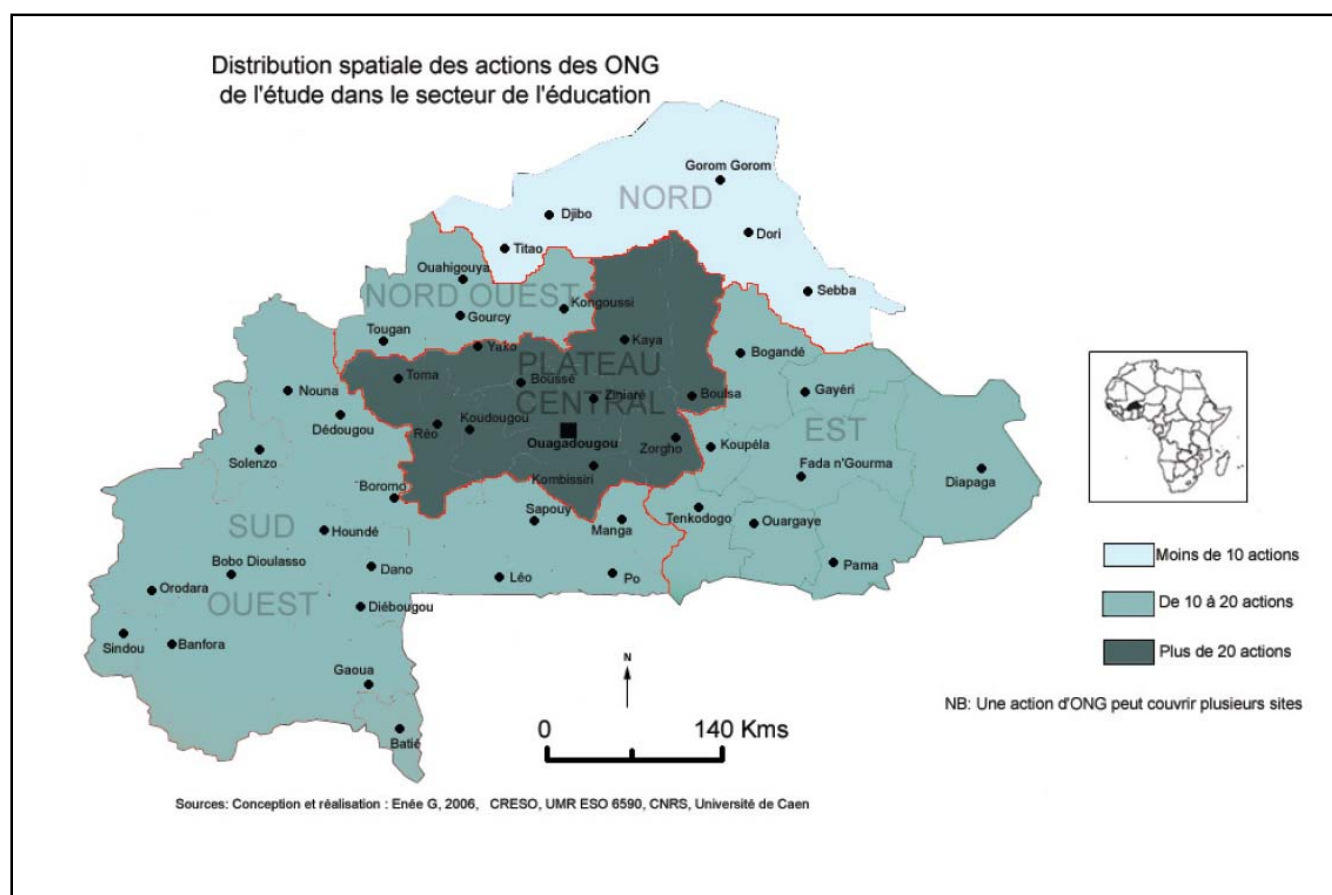 Distribution spatiale des actions des ONG
de l'étude dans le secteur de l'éducation
Gorom Gorom
NORD
Djibo
Dori
Titao
Ouahigouya
Sebba
NORD OUEST
Kongoussi
Gourcy
Tougan
Yako
Kaya
Bogandé
PLATEAU
Toma
Boussé
Nouna
Ziniaré
Boulsa
Gayéri
CENTRAL
Dédougou
Réo
Koudougou
EST
Ouagadougou
Zorgho
Koupéla
Solenzo
Kombissiri
Fada n'Gourma
Diapaga
Boromo
Sapouy
Tenkodogo
SUD
Houndé
Manga
Ouargaye
Bobo Dioulasso
Dano
Léo
Po
Pama
Orodara
OUEST
Diébougou
Sindou
Banfora
Gaoua
Batié
Moins de 10 actions
De 10 à 20 actions
Plus de 20 actions
N
NB: Une action d'ONG peut couvrir plusieurs sites
0 140 Kms
Sources: Conception et réalisation : Enée G, 2006, CRESO, UMR ESO 6590, CNRS, Université de Caen